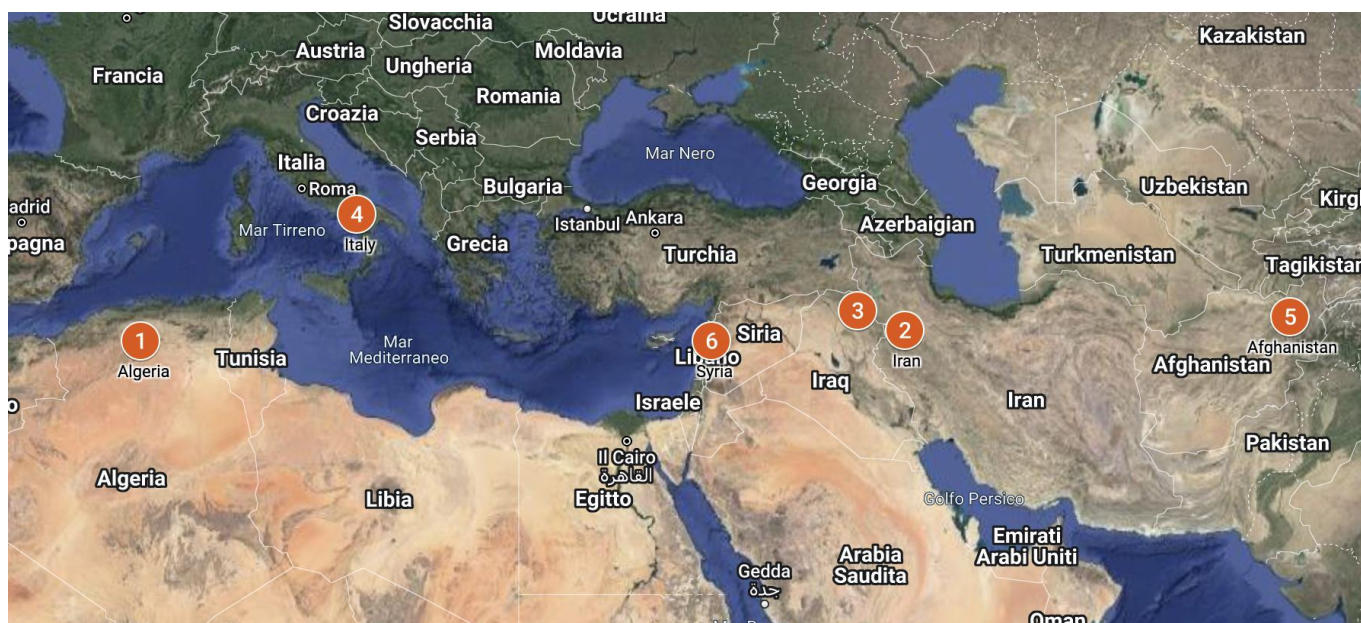 Ucraina
Slovacchia
Kazakistan
Austria
Moldavia
Ungheria
Francia
Romania
Croazia
Serbia
Mar Nero
Italia
Bulgaria
Georgia
Uzbekistan
Roma
adrid
Kirgh
4
Istanbul
Ankara
Azerbaigian
Mar Tirreno
Italy
Grecia
pagna
Turchia
Turkmenistan
Tagikistan
3
5
2
1
6
Siria
Afghanistan
Mar
Mediterraneo
Tunisia
Libano
Iran
Afghanistan
Algeria
Syria
Iraq
Israele
Iran
o
Pakistan
Il Cairo
القاهرة
Algeria
Libia
Egitto
Golfo Persico
Emirati
Arabi Uniti
Arabia
Saudita
Gedda
جدة
Oman